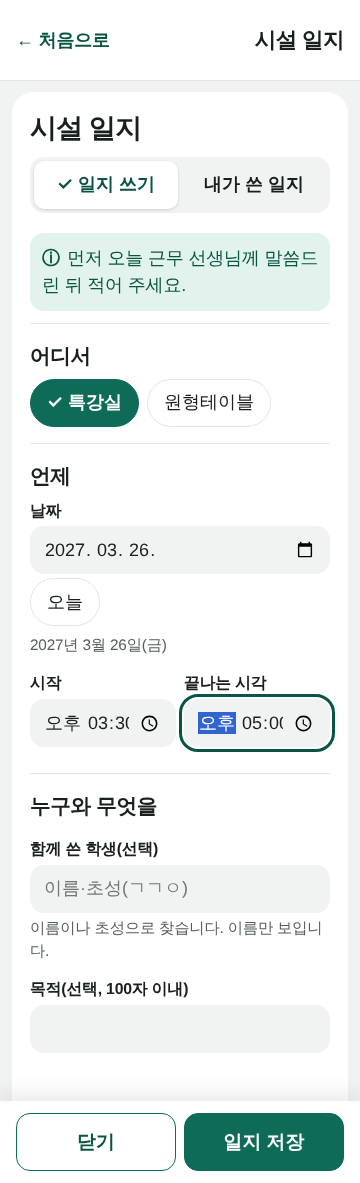 ← 처음으로
시설 일지
시설 일지
✓ 일지 쓰기
내가 쓴 일지
ⓘ 먼저 오늘 근무 선생님께 말씀드
린 뒤 적어 주세요.
어디서
✓ 특강실
원형테이블
언제
날짜
2027. 03. 26.
오늘
2027년 3월 26일(금)
시작
끝나는 시각
오후 03:30
오후 05:00
누구와 무엇을
함께 쓴 학생(선택)
이름·초성(ㄱㄱㅇ)
이름이나 초성으로 찾습니다. 이름만 보입니
다.
목적(선택, 100자 이내)
닫기
일지 저장